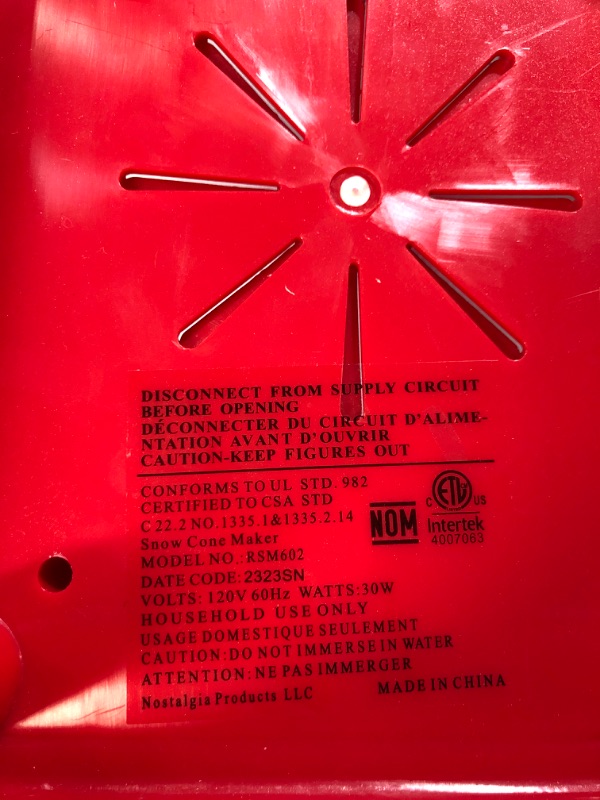 DISCONNECT FROM SUPPLY CIRCUIT
BEFORE OPENING
DÉCONNECTER DU CIRCUIT D'ALIME-
NTATION AVANT D'OUVRIR
CAUTION-KEEP FIGURES OUT
CONFORMS TO UL STD. 982
CERTIFIED TO CSA STD
C 22.2 NO.1335.1&1335.2.14
Snow Cone Maker
MODEL NO.:RSM602
DATE CODE: 2323SN
VOLTS: 120V 60Hz WATTS:30W
HOUSEHOLD USE ONLY
USAGE DOMESTIQUE SEULEMENT
CAUTION: DO NOT IMMERSE IN WATER
ATTENTION: NE PAS IMMERGER
Nostalgia Products LLC MADE IN CHINA
NOM
C ETL US
Intertek
4007063